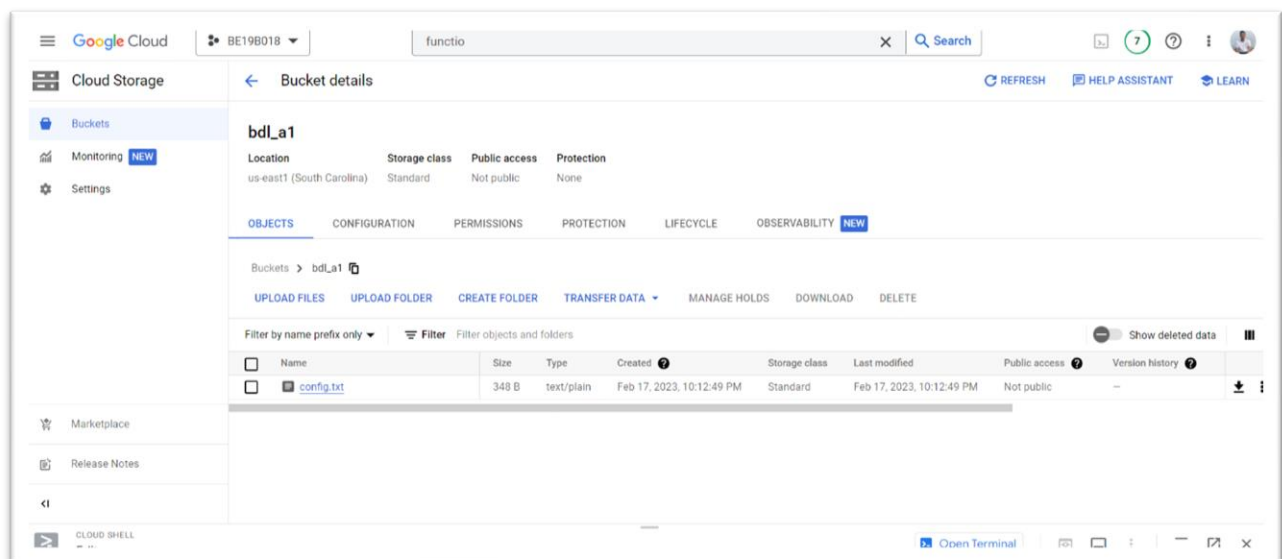 Google Cloud BE19B018 functio Search 7
Cloud Storage Bucket details REFRESH HELP ASSISTANT LEARN
Buckets
Monitoring NEW
Settings
bdl_a1
Location Storage class Public access Protection
us-east1 (South Carolina) Standard Not public None
OBJECTS CONFIGURATION PERMISSIONS PROTECTION LIFECYCLE OBSERVABILITY NEW
Buckets > bdl_a1
UPLOAD FILES UPLOAD FOLDER CREATE FOLDER TRANSFER DATA MANAGE HOLDS DOWNLOAD DELETE
Filter by name prefix only Filter Filter objects and folders Show deleted data
Name Size Type Created Storage class Last modified Public access Version history
config.txt 348 B text/plain Feb 17, 2023, 10:12:49 PM Standard Feb 17, 2023, 10:12:49 PM Not public —
Marketplace
Release Notes
CLOUD SHELL
Open Terminal